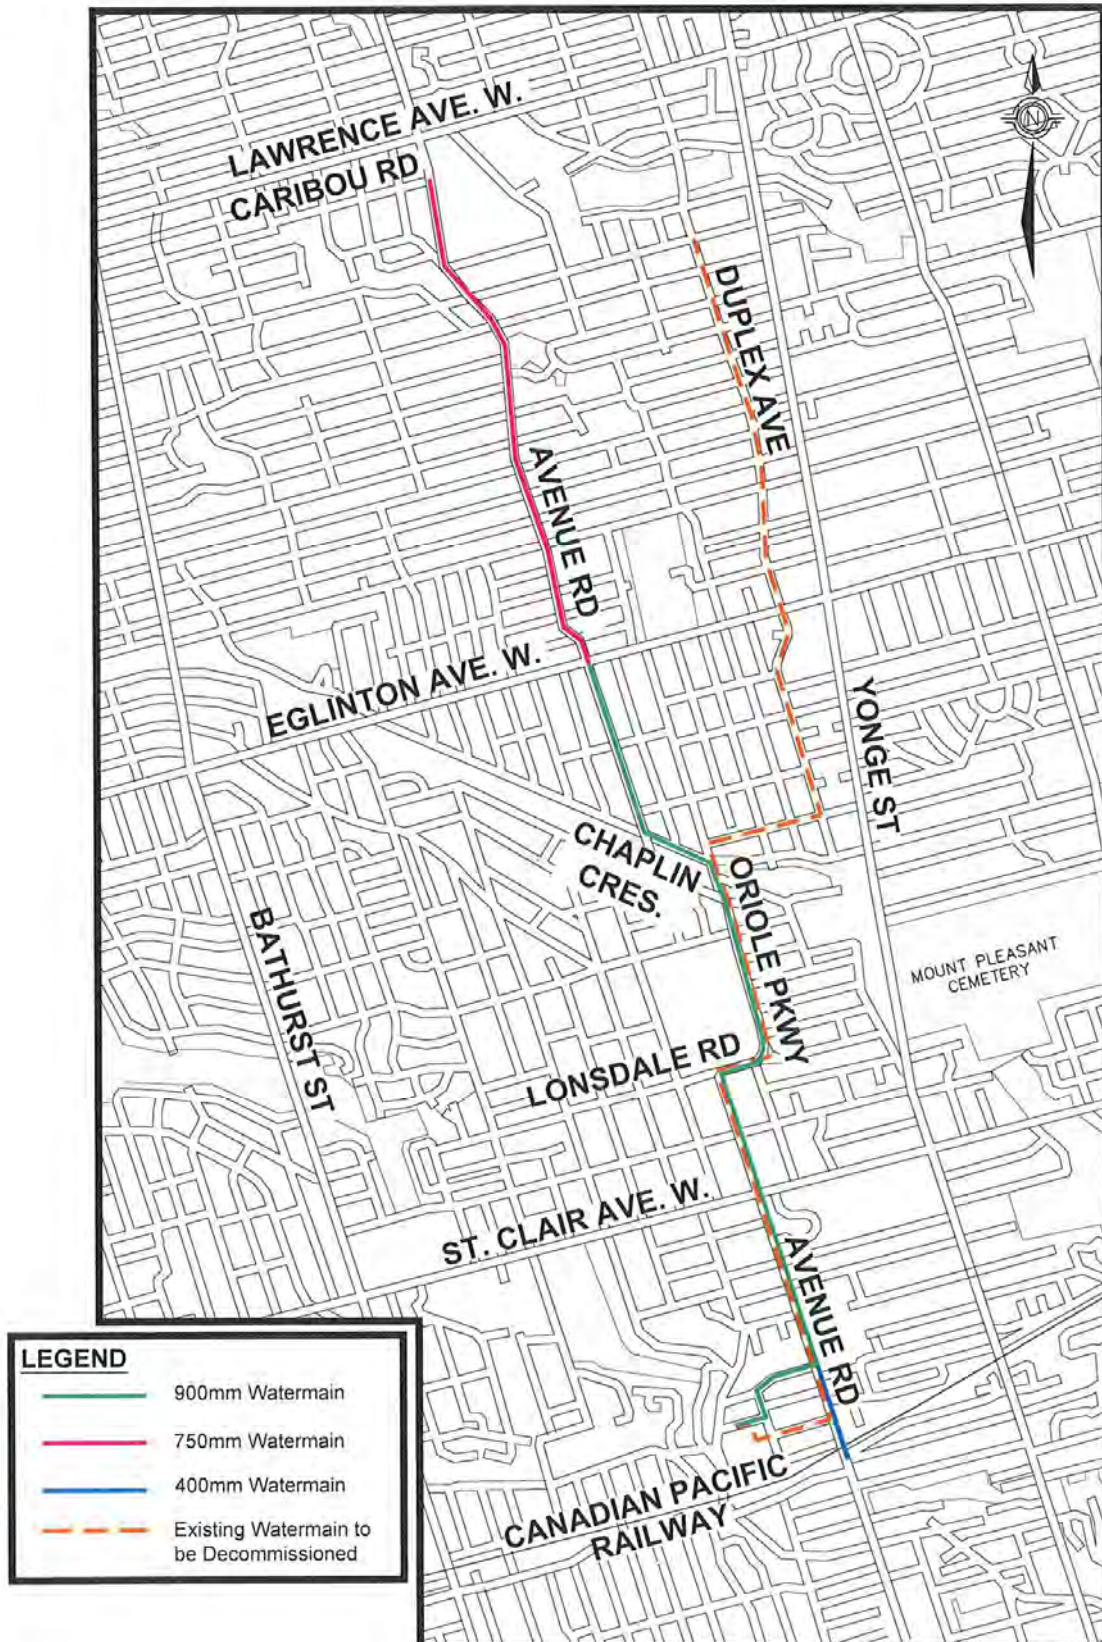 LAWRENCE AVE. W.
CARIBOU RD
N
DUPLEX AVE
AVENUE RD
EGLINTON AVE. W.
YONGE ST
CHAPLIN
CRES.
ORIOLE PKWY
BATHURST ST
MOUNT PLEASANT
CEMETERY
LONSDALE RD
ST. CLAIR AVE. W.
AVENUE RD
CANADIAN PACIFIC
RAILWAY
LEGEND
900mm Watermain
750mm Watermain
400mm Watermain
Existing Watermain to
be Decommissioned